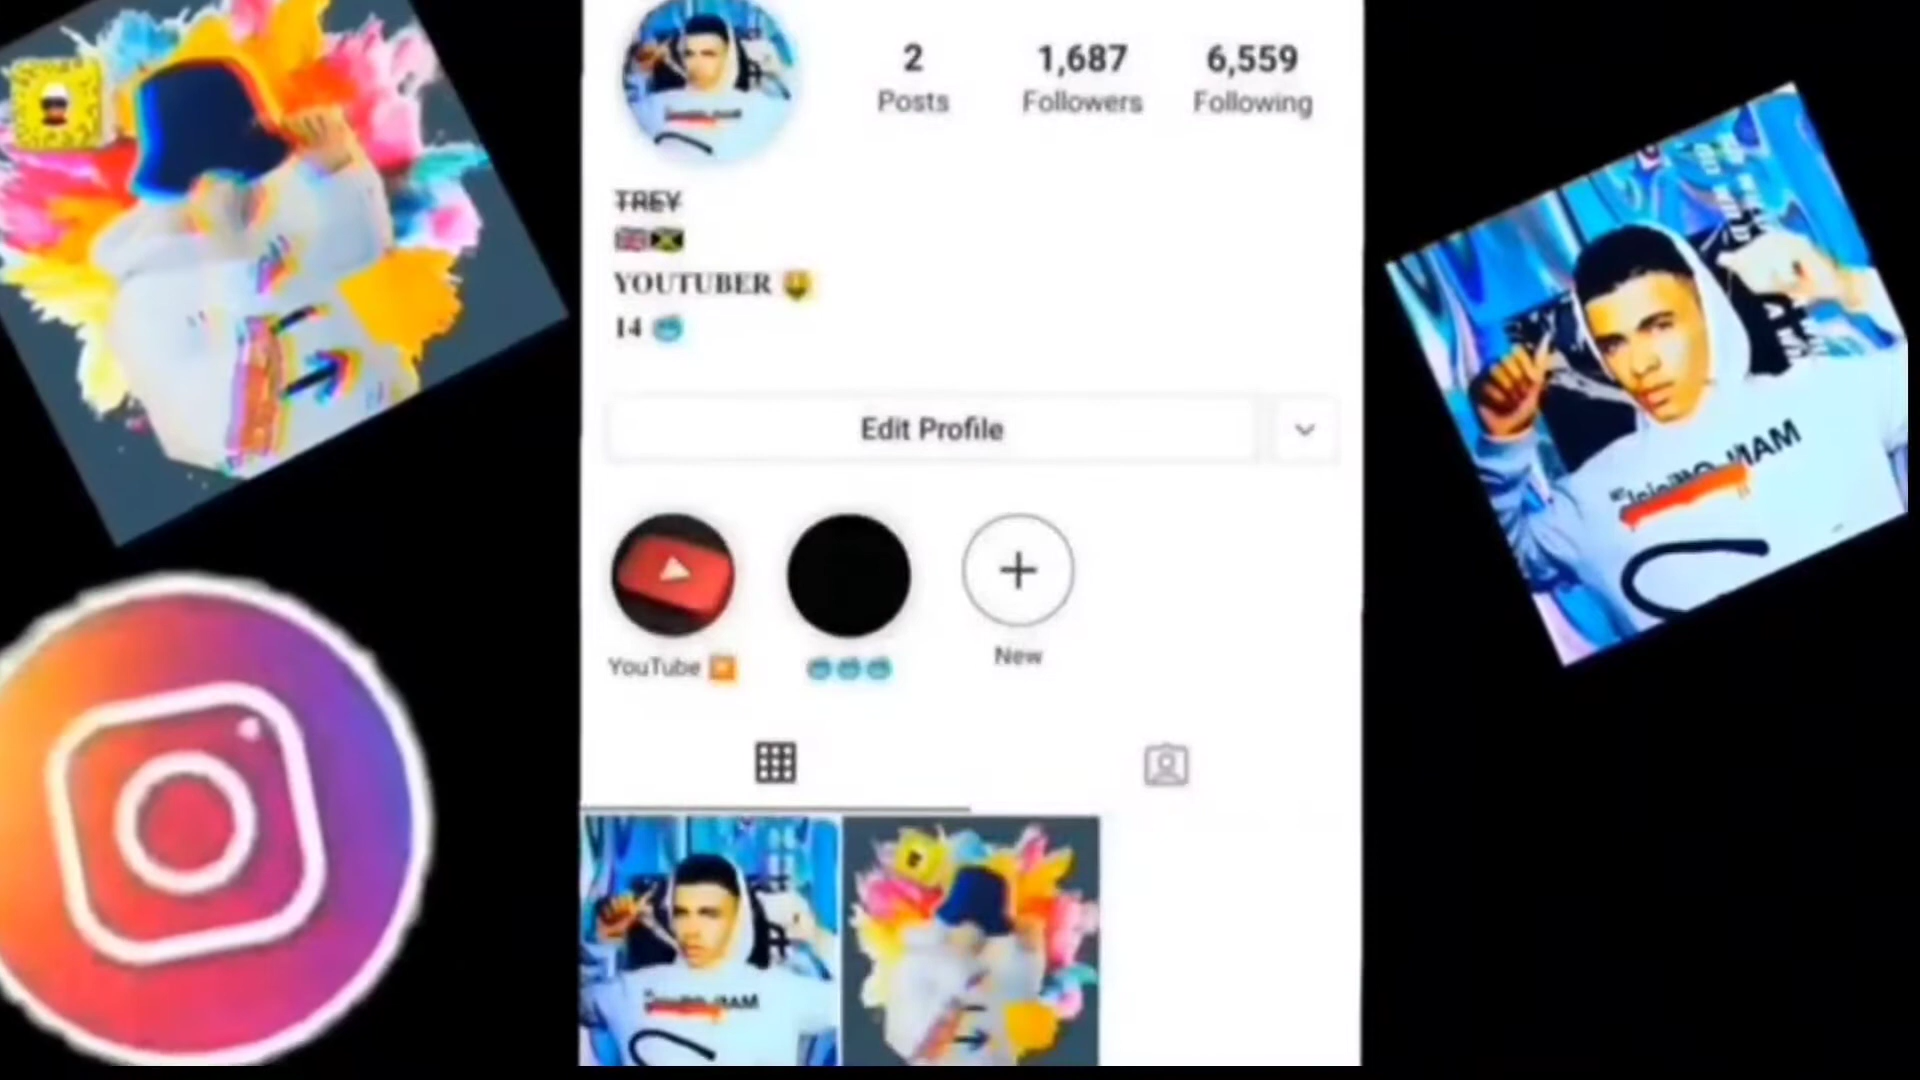 2 1,687 6,559
Posts Followers Following
TREY
YOUTUBER
14
Edit Profile
YouTube
New